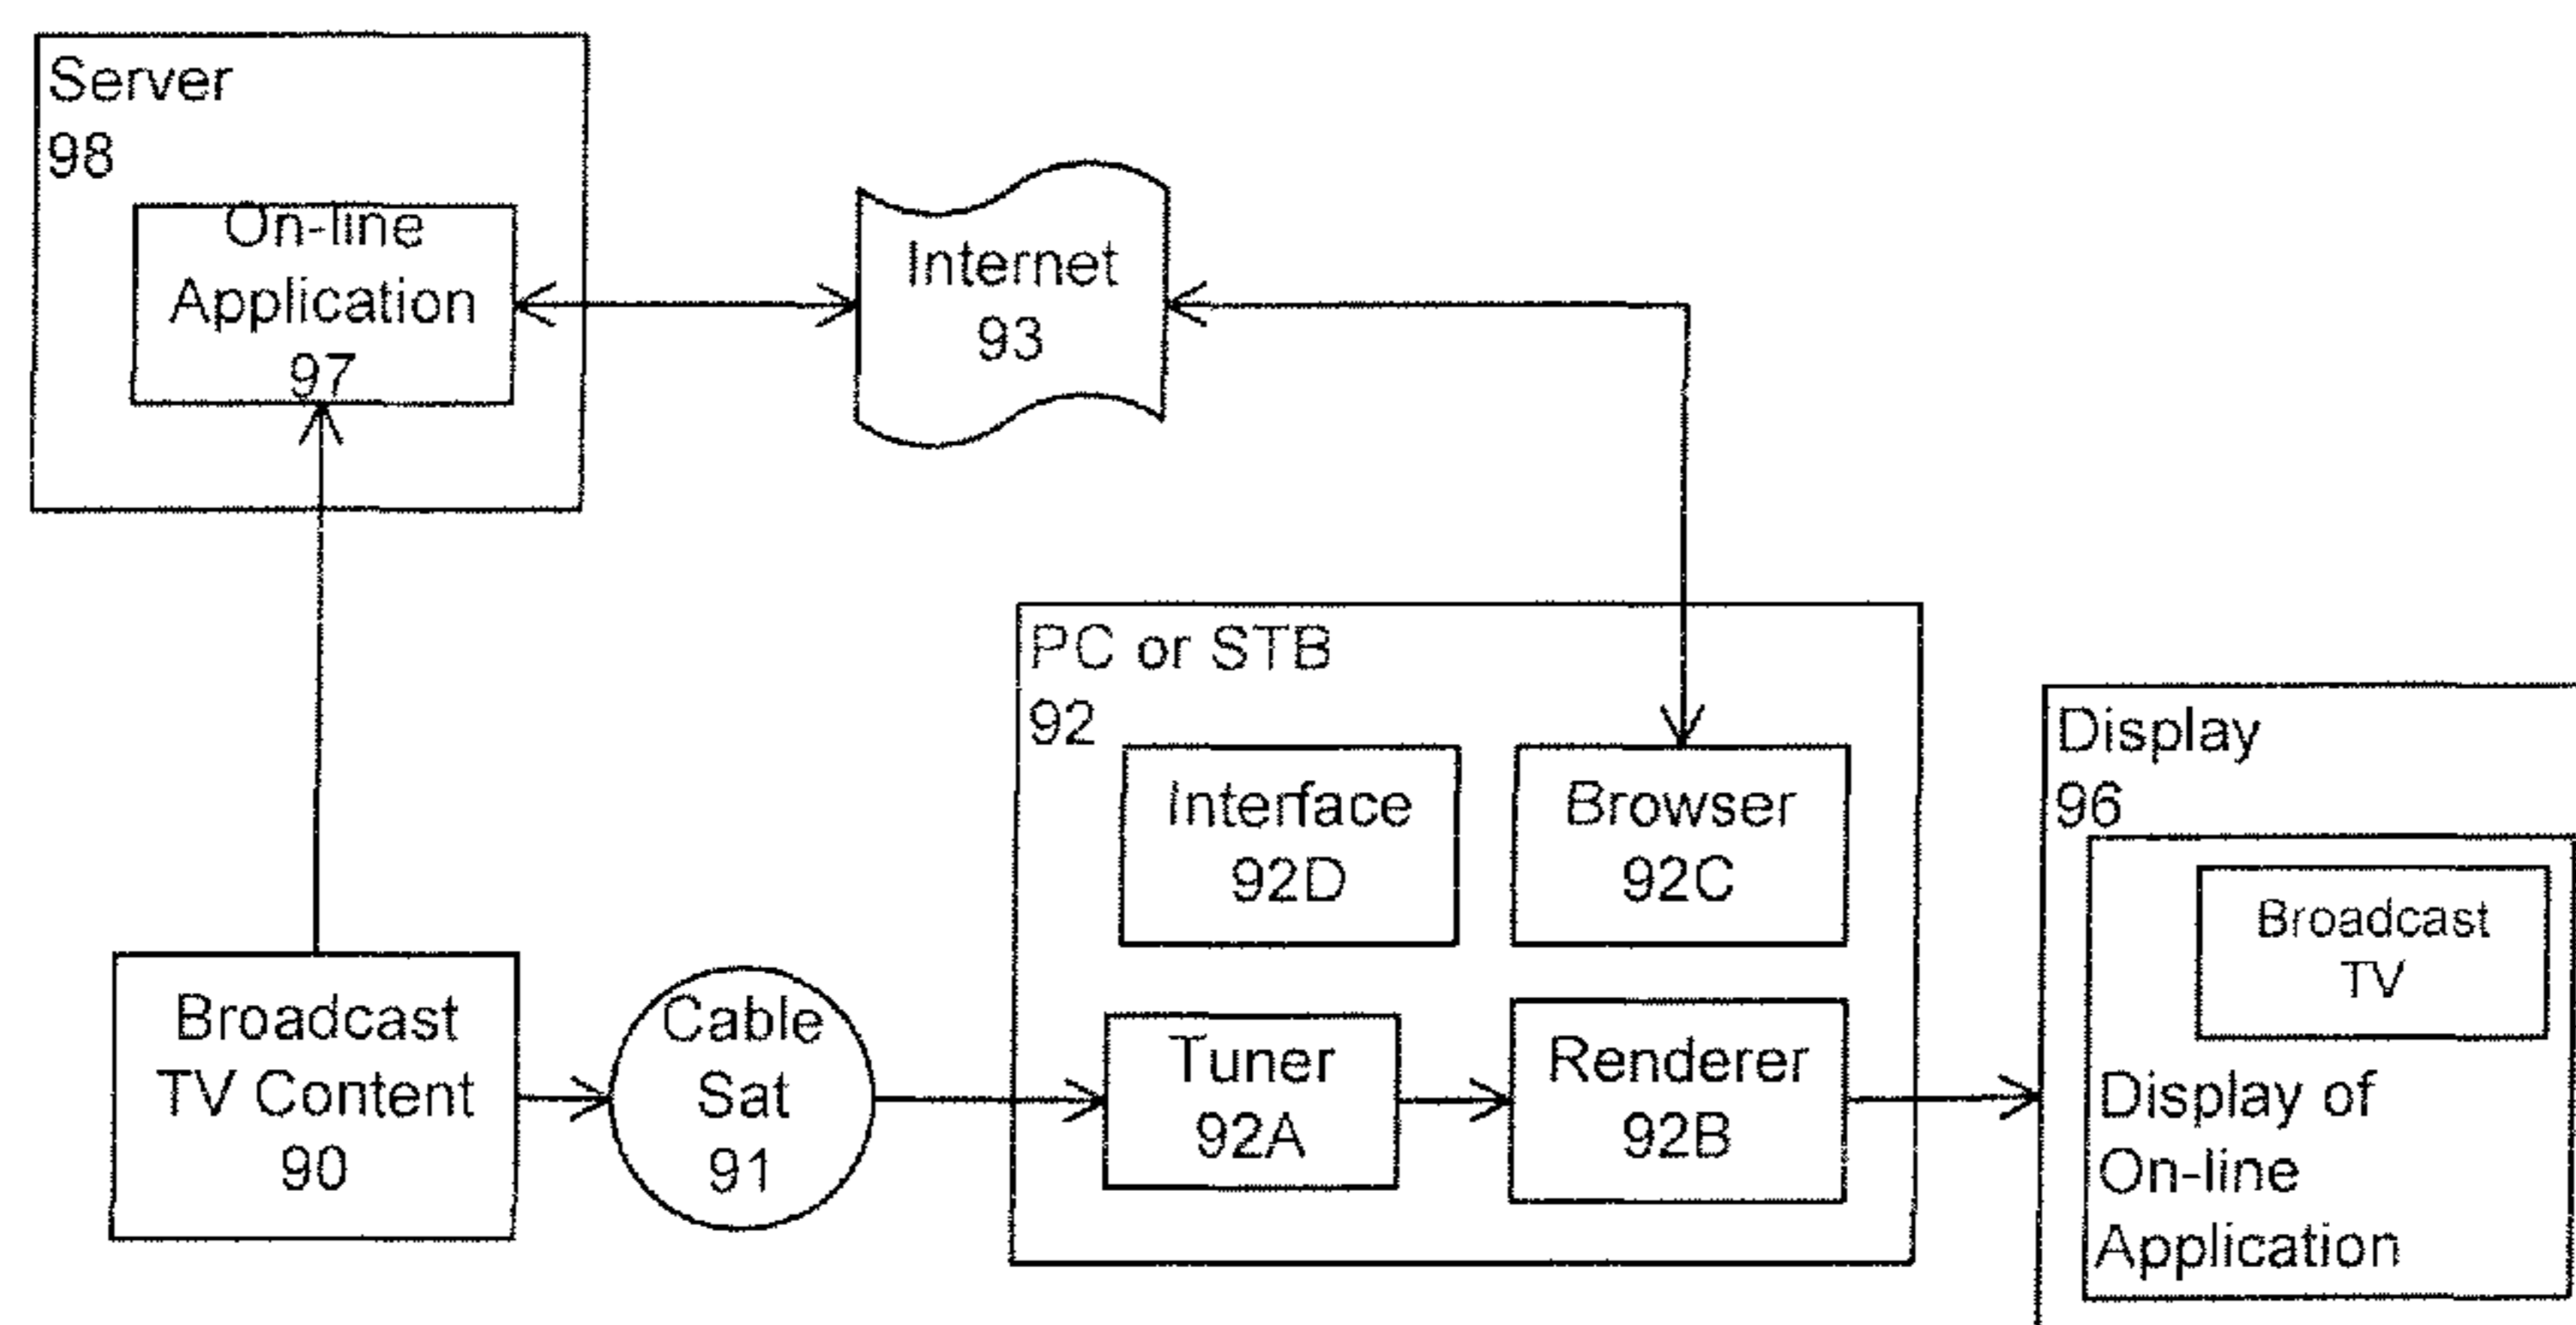 Server
98
On-line
Application
97
Internet
93
PC or STB
92
Interface
92D
Browser
92C
Display
96
Broadcast
TV
Broadcast
TV Content
90
Cable
Sat
91
Tuner
92A
Renderer
92B
Display of
On-line
Application